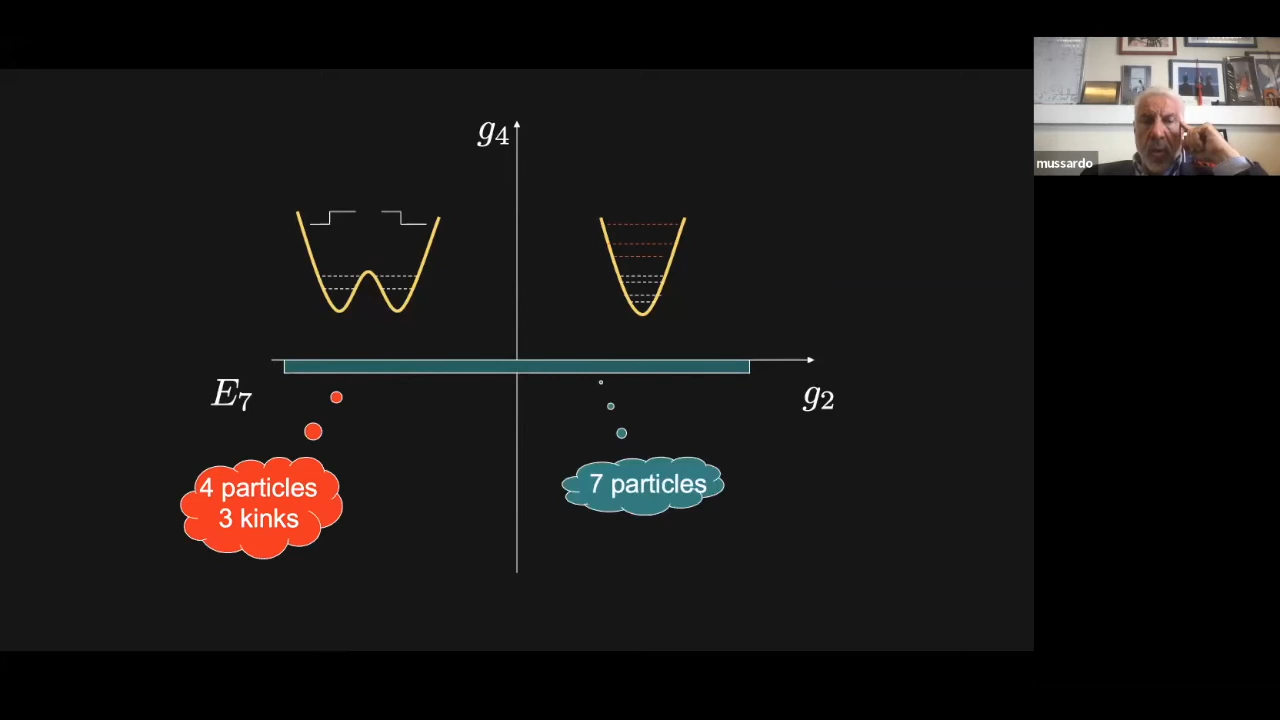 g4
mussardo
E7
g2
4 particles
3 kinks
7 particles